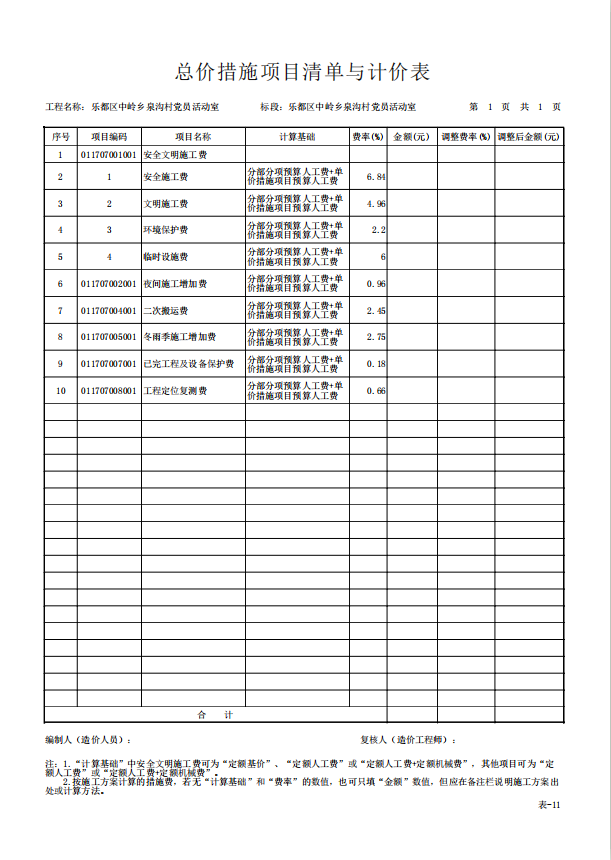 总价措施项目清单与计价表
工程名称：乐都区中岭乡泉沟村党员活动室 标段：乐都区中岭乡泉沟村党员活动室 第 1 页 共 1 页
序号 项目编码 项目名称 计算基础 费率(%) 金额(元) 调整费率(%) 调整后金额(元)
1 011707001001 安全文明施工费
2 1 安全施工费 分部分项预算人工费+单
价措施项目预算人工费 6.84
3 2 文明施工费 分部分项预算人工费+单
价措施项目预算人工费 4.96
4 3 环境保护费 分部分项预算人工费+单
价措施项目预算人工费 2.2
5 4 临时设施费 分部分项预算人工费+单
价措施项目预算人工费 6
6 011707002001 夜间施工增加费 分部分项预算人工费+单
价措施项目预算人工费 0.96
7 011707004001 二次搬运费 分部分项预算人工费+单
价措施项目预算人工费 2.45
8 011707005001 冬雨季施工增加费 分部分项预算人工费+单
价措施项目预算人工费 2.75
9 011707007001 已完工程及设备保护费 分部分项预算人工费+单
价措施项目预算人工费 0.18
10 011707008001 工程定位复测费 分部分项预算人工费+单
价措施项目预算人工费 0.66
合 计
编制人（造价人员）： 复核人（造价工程师）：
注：1.“计算基础”中安全文明施工费可为“定额基价”、“定额人工费”或“定额人工费+定额机械费”，其他项目可为“定
额人工费”或“定额人工费+定额机械费”。
2.按施工方案计算的措施费，若无“计算基础”和“费率”的数值，也可只填“金额”数值，但应在备注栏说明施工方案出
处或计算方法。
表-11